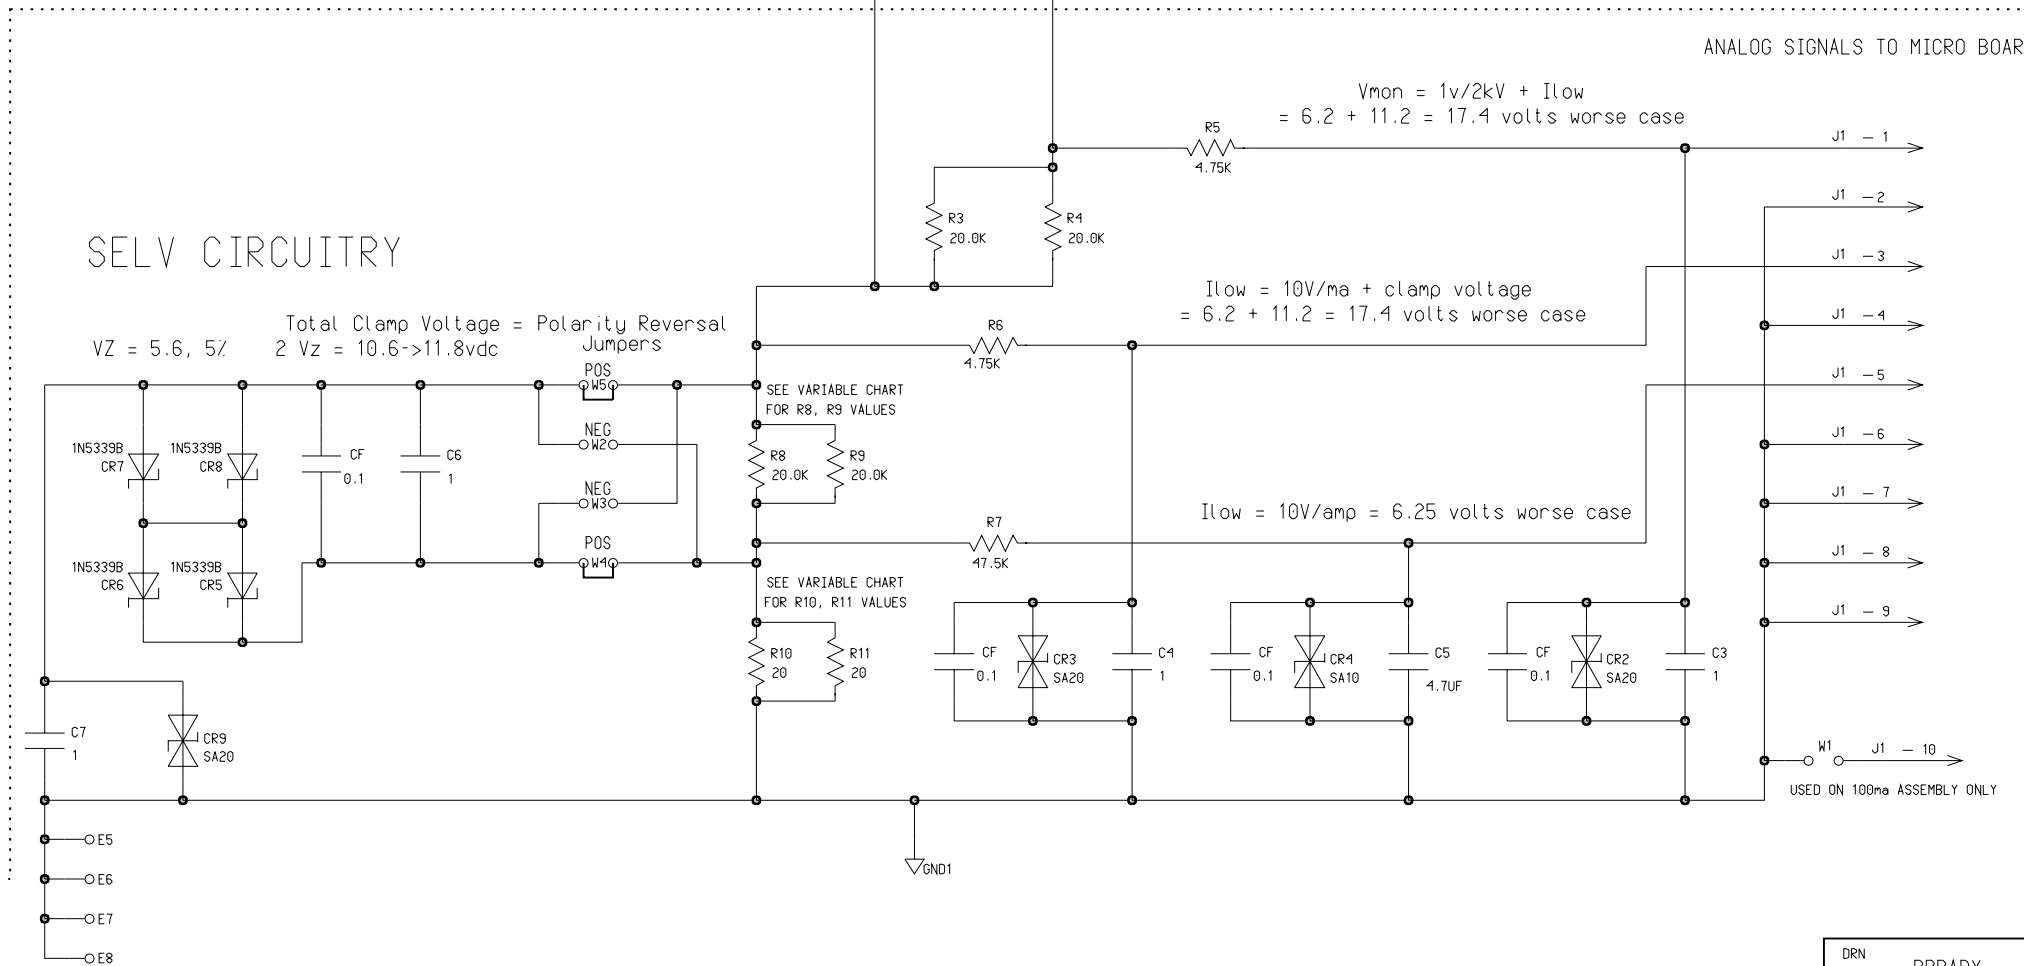 ANALOG SIGNALS TO MICRO BOAR
Vmon = 1v/2kV + Ilow
= 6.2 + 11.2 = 17.4 volts worse case
R5
4.75K
J1 - 1
J1 - 2
R3
20.0K
R4
20.0K
SELV CIRCUITRY
J1 - 3
Ilow = 10V/ma + clamp voltage
= 6.2 + 11.2 = 17.4 volts worse case
J1 - 4
Total Clamp Voltage = Polarity Reversal
Jumpers
VZ = 5.6, 5%
2 Vz = 10.6->11.8vdc
R6
4.75K
POS
W5
J1 - 5
SEE VARIABLE CHART
FOR R8, R9 VALUES
NEG
W2
J1 - 6
1N5339B
CR7
1N5339B
CR8
CF
0.1
C6
1
R8
20.0K
R9
20.0K
NEG
W3
J1 - 7
Ilow = 10V/amp = 6.25 volts worse case
R7
47.5K
POS
W4
J1 - 8
1N5339B
CR6
1N5339B
CR5
SEE VARIABLE CHART
FOR R10, R11 VALUES
J1 - 9
R10
20
R11
20
CF
0.1
CR3
SA20
C4
1
CF
0.1
CR4
SA10
C5
4.7UF
CF
0.1
CR2
SA20
C3
1
C7
1
CR9
SA20
W1
J1 - 10
USED ON 100ma ASSEMBLY ONLY
E5
E6
E7
E8
GND1
DRN